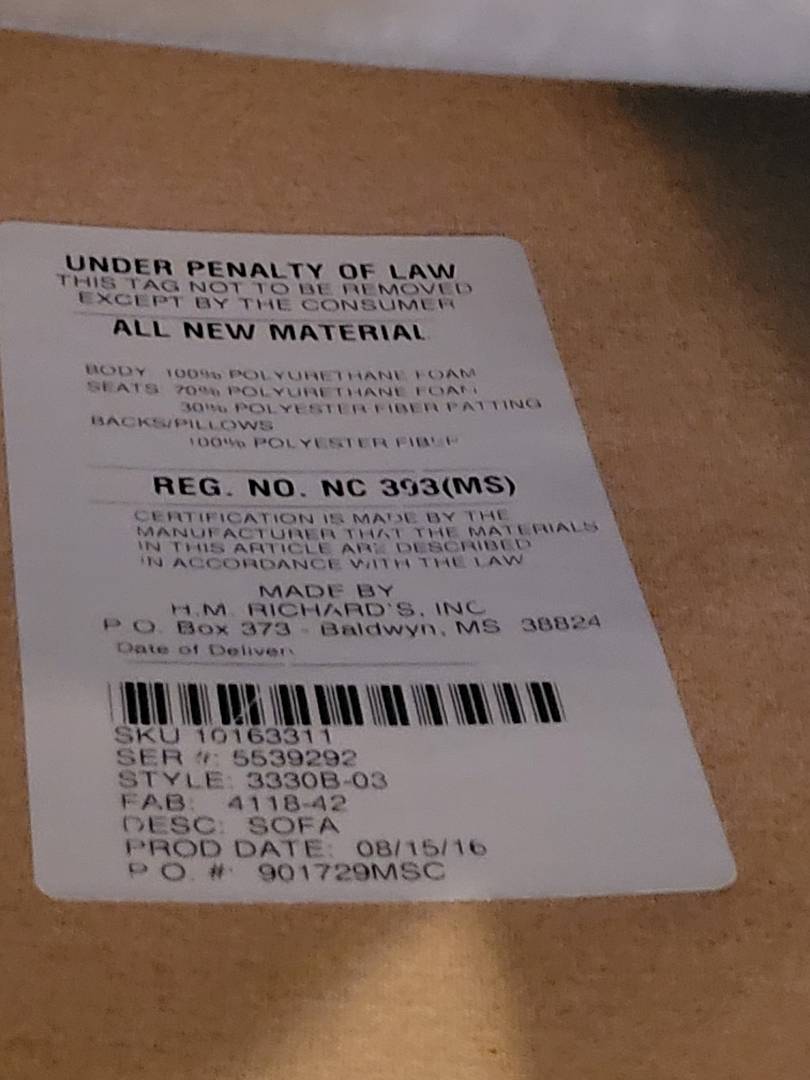 UNDER PENALTY OF LAW
THIS TAG NOT TO BE REMOVED
EXCEPT BY THE CONSUMER
ALL NEW MATERIAL
BODY 100% POLYURETHANE FOAM
SEATS 70% POLYURETHANE FOAM
30% POLYESTER FIBER PATTING
BACKS/PILLOWS
100% POLYESTER FIBER
REG. NO. NC 393(MS)
CERTIFICATION IS MADE BY THE
MANUFACTURER THAT THE MATERIALS
IN THIS ARTICLE ARE DESCRIBED
IN ACCORDANCE WITH THE LAW
MADE BY
H.M. RICHARD'S, INC
P.O. Box 373 - Baldwyn, MS 38824
Date of Delivery
SKU 10163311
SER #: 5539292
STYLE: 3330B-03
FAB: 4118-42
DESC: SOFA
PROD DATE: 08/15/16
P.O. #: 901729MSC